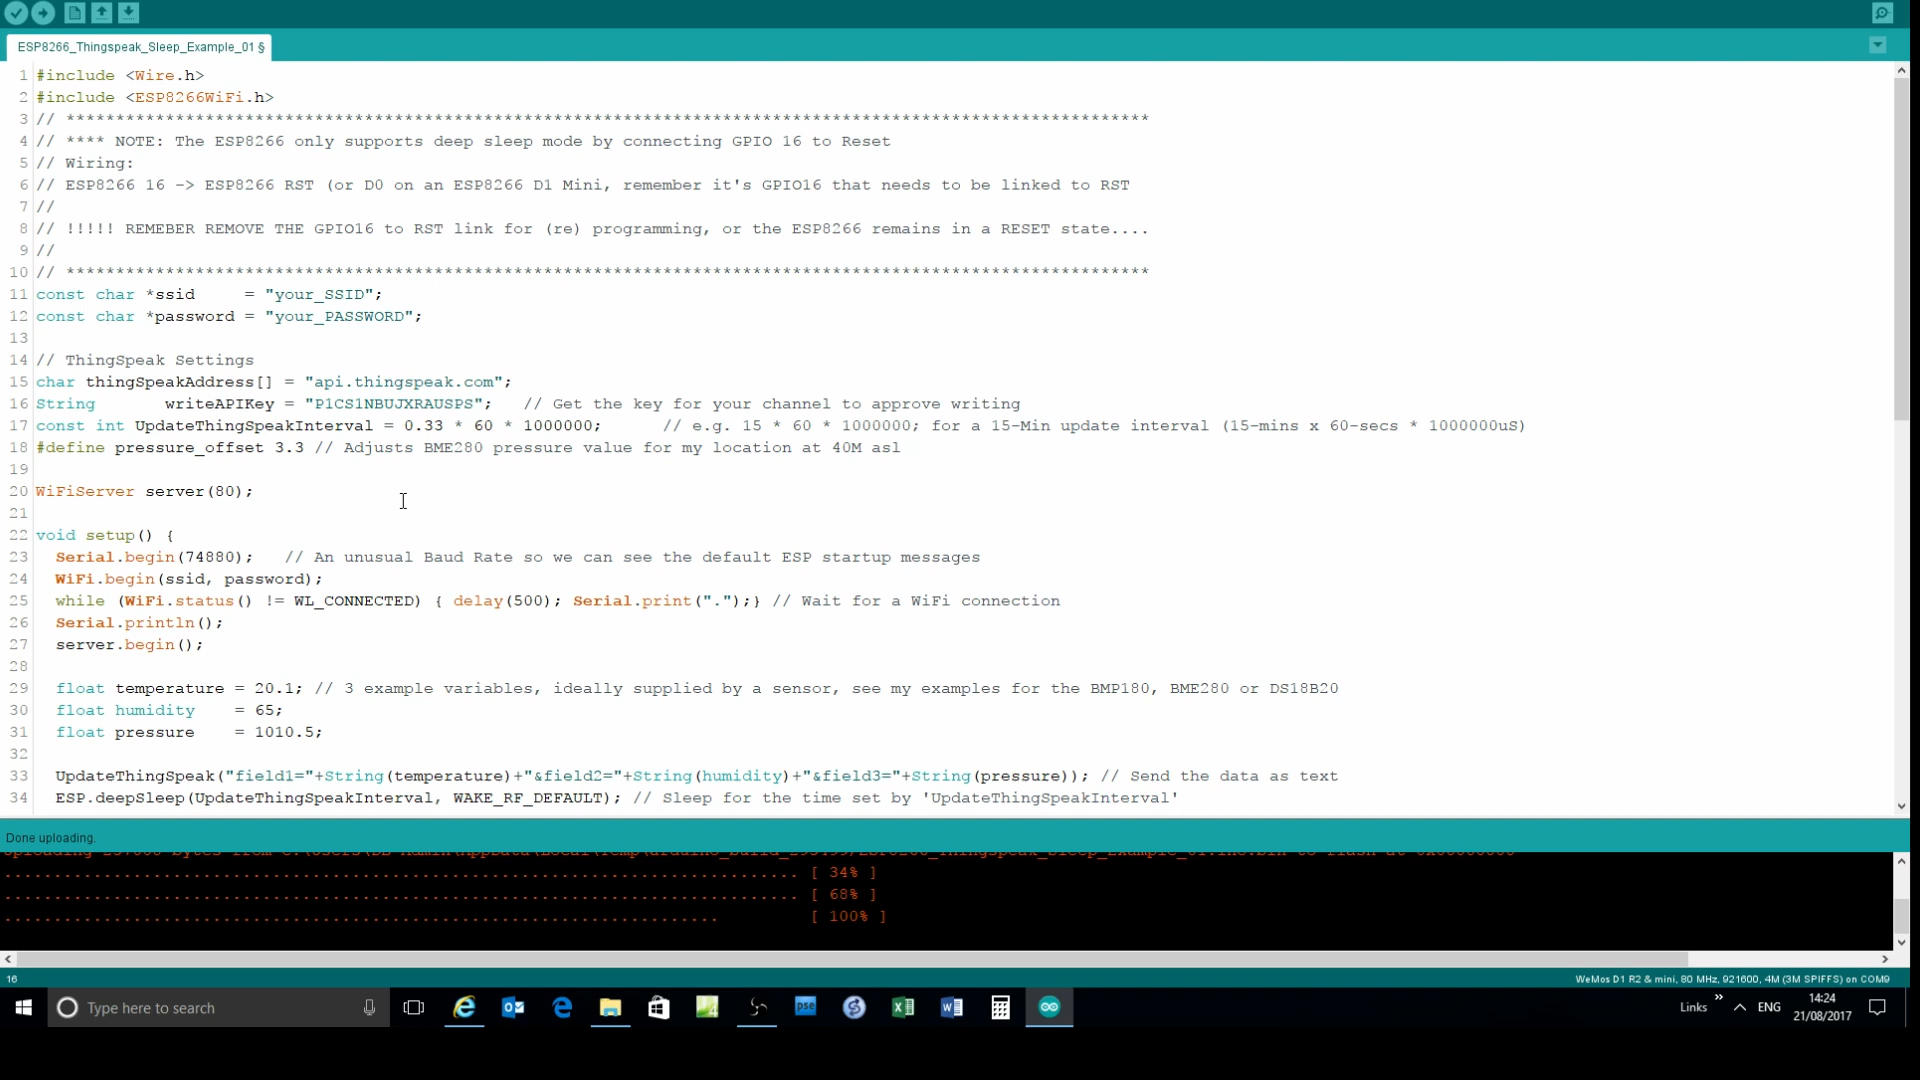 ESP8266_Thingspeak_Sleep_Example_01 §
1 #include <Wire.h>
2 #include <ESP8266WiFi.h>
3 // *************************************************************************************************************
4 // **** NOTE: The ESP8266 only supports deep sleep mode by connecting GPIO 16 to Reset
5 // Wiring:
6 // ESP8266 16 -> ESP8266 RST (or D0 on an ESP8266 D1 Mini, remember it's GPIO16 that needs to be linked to RST
7 //
8 // !!!!! REMEBER REMOVE THE GPIO16 to RST link for (re) programming, or the ESP8266 remains in a RESET state....
9 //
10 // *************************************************************************************************************
11 const char *ssid     = "your_SSID";
12 const char *password = "your_PASSWORD";
13
14 // ThingSpeak Settings
15 char thingSpeakAddress[] = "api.thingspeak.com";
16 String       writeAPIKey = "P1CS1NBUJXRAUSPS";   // Get the key for your channel to approve writing
17 const int UpdateThingSpeakInterval = 0.33 * 60 * 1000000;      // e.g. 15 * 60 * 1000000; for a 15-Min update interval (15-mins x 60-secs * 1000000uS)
18 #define pressure_offset 3.3 // Adjusts BME280 pressure value for my location at 40M asl
19
20 WiFiServer server(80);
21
22 void setup() {
23   Serial.begin(74880);   // An unusual Baud Rate so we can see the default ESP startup messages
24   WiFi.begin(ssid, password);
25   while (WiFi.status() != WL_CONNECTED) { delay(500); Serial.print(".");} // Wait for a WiFi connection
26   Serial.println();
27   server.begin();
28
29   float temperature = 20.1; // 3 example variables, ideally supplied by a sensor, see my examples for the BMP180, BME280 or DS18B20
30   float humidity    = 65;
31   float pressure    = 1010.5;
32
33   UpdateThingSpeak("field1="+String(temperature)+"&field2="+String(humidity)+"&field3="+String(pressure)); // Send the data as text
34   ESP.deepSleep(UpdateThingSpeakInterval, WAKE_RF_DEFAULT); // Sleep for the time set by 'UpdateThingSpeakInterval'
Done uploading.
................................................................................ [ 34% ]
................................................................................ [ 68% ]
........................................................................         [ 100% ]
16
WeMos D1 R2 & mini, 80 MHz, 921600, 4M (3M SPIFFS) on COM9
Type here to search
Links
ENG
14:24
21/08/2017